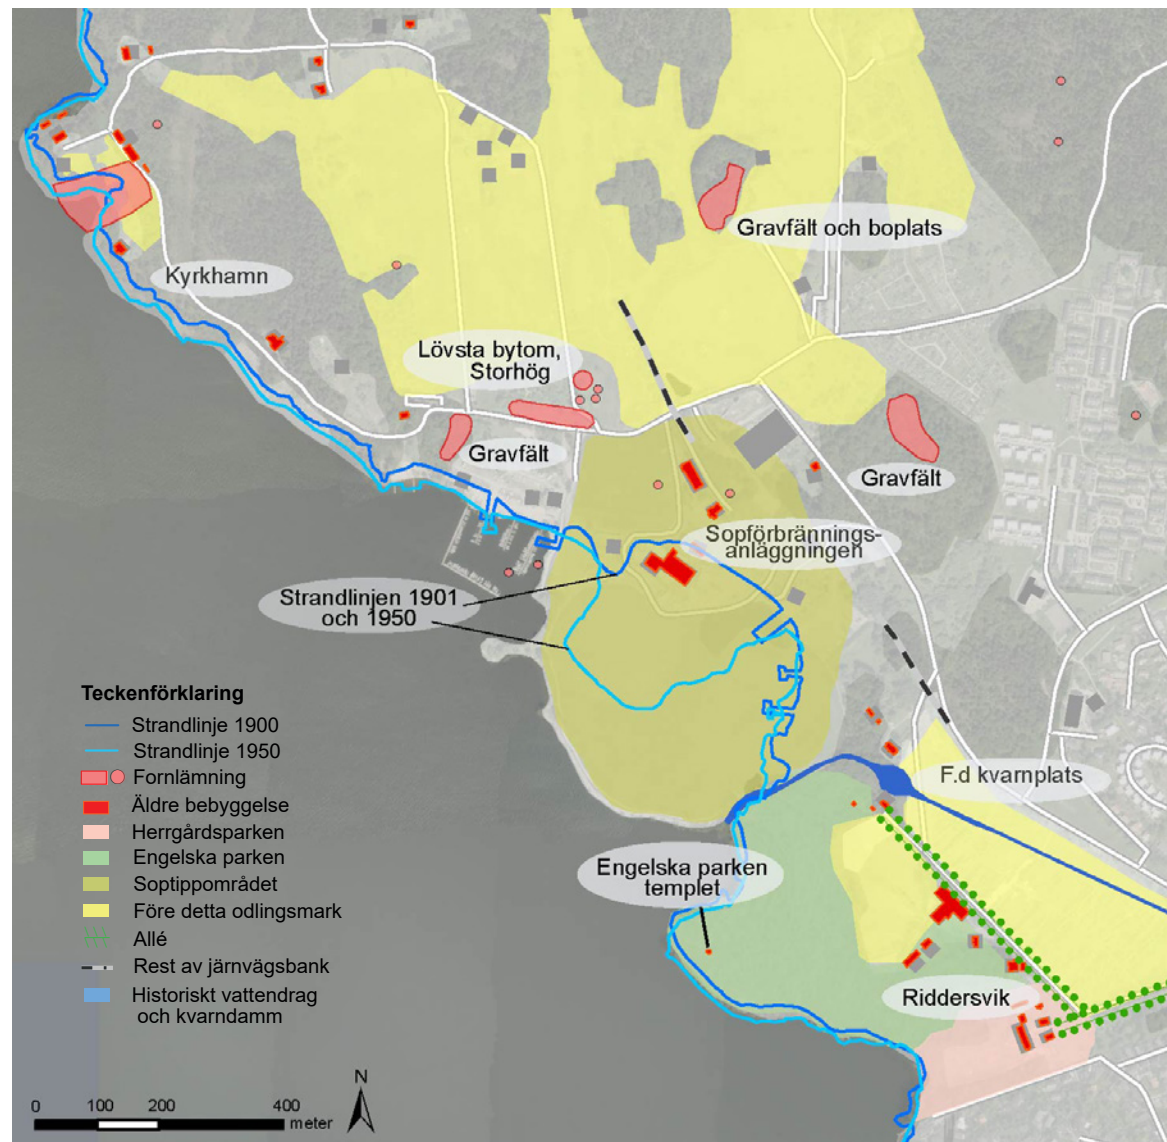 Gravfält och boplats
Kyrkhamn
Lövsta bytom,
Storhög
Gravfält
Gravfält
Sopförbrännings-
anläggningen
Strandlinjen 1901
och 1950
F.d kvarnplats
Engelska parken
templet
Riddersvik
Teckenförklaring
Strandlinje 1900
Strandlinje 1950
Fornlämning
Äldre bebyggelse
Herrgårdsparken
Engelska parken
Soptippområdet
Före detta odlingsmark
Allé
Rest av järnvägsbank
Historiskt vattendrag
och kvarndamm
0 100 200 400
meter
N